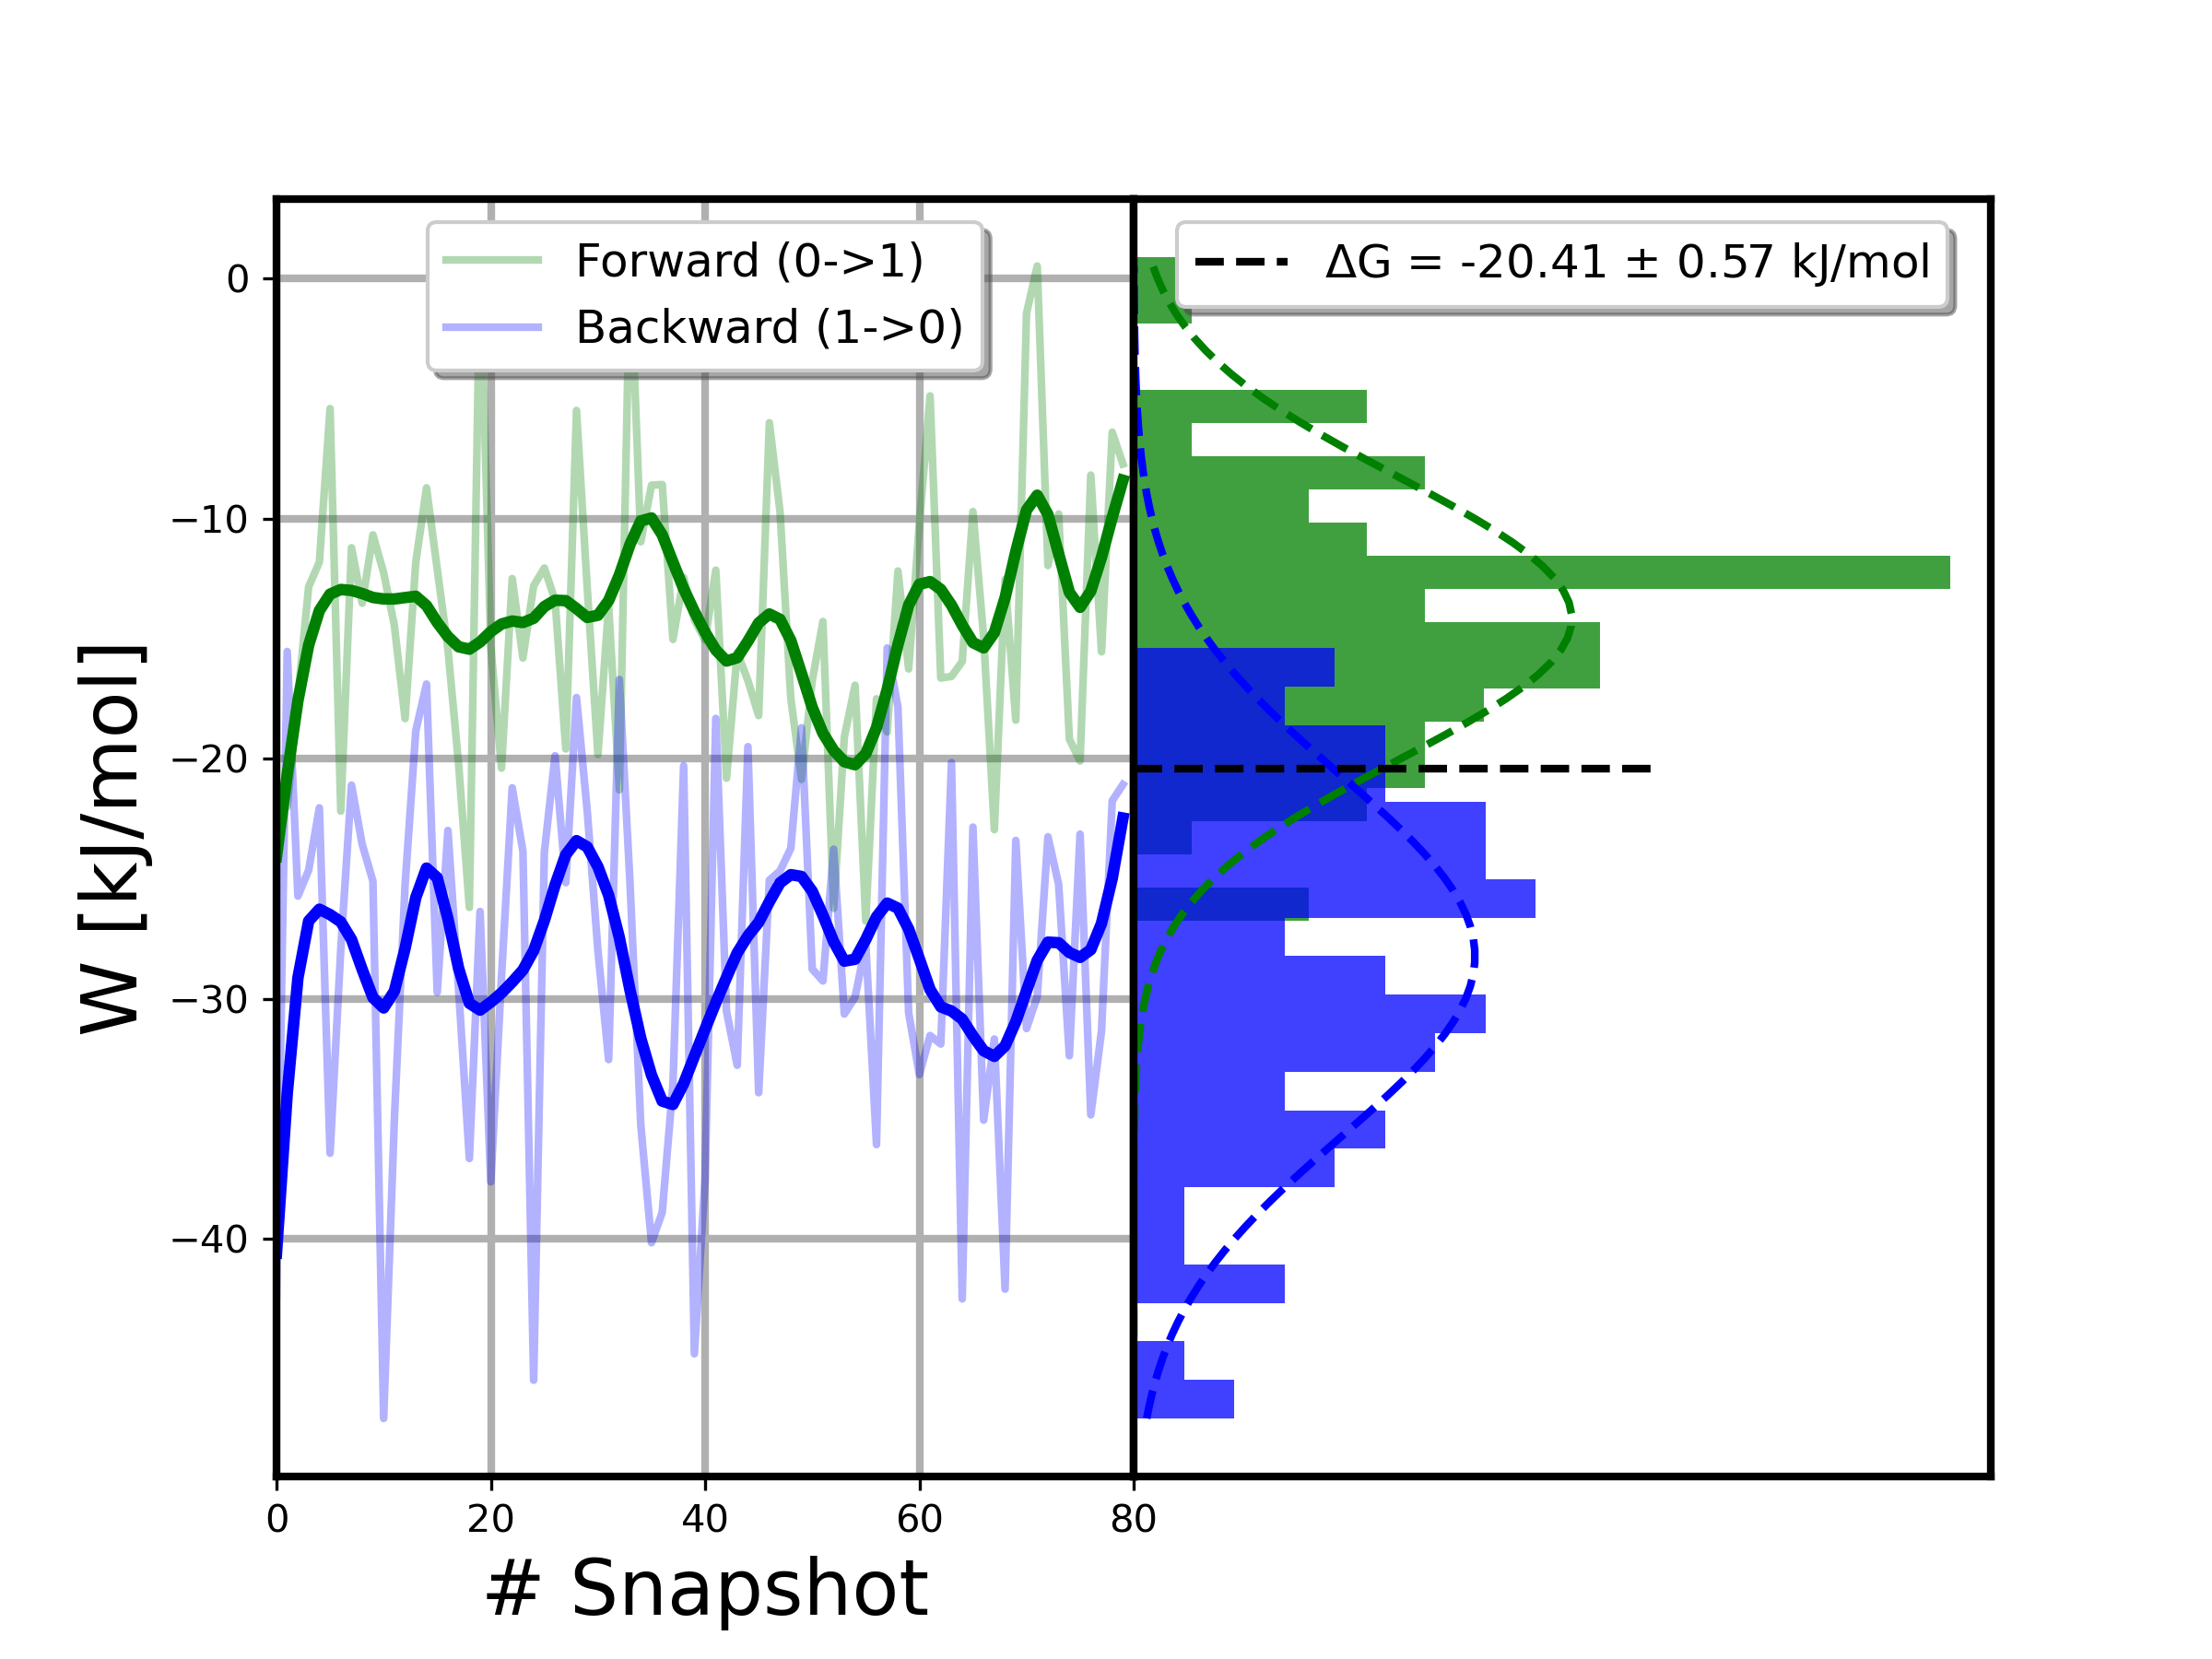 Forward (0->1)
Backward (1->0)
ΔG = -20.41 ± 0.57 kJ/mol
W [kJ/mol]
0
−10
−20
−30
−40
0 20 40 60 80
# Snapshot